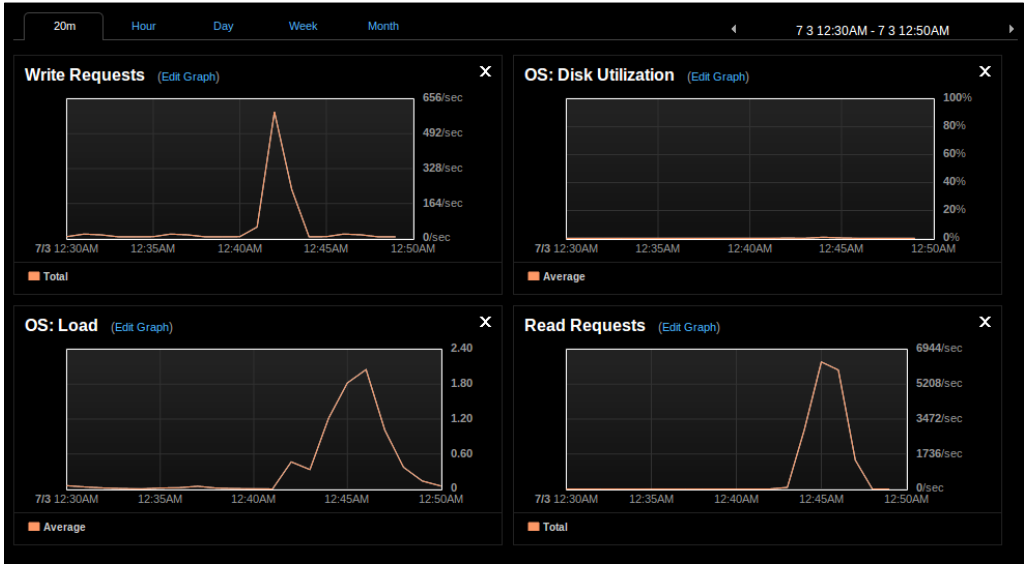 20m Hour Day Week Month 7 3 12:30AM - 7 3 12:50AM
Write Requests (Edit Graph) X
656/sec
492/sec
328/sec
164/sec
0/sec
7/3 12:30AM 12:35AM 12:40AM 12:45AM 12:50AM
Total
OS: Disk Utilization (Edit Graph) X
100%
80%
60%
40%
20%
0%
7/3 12:30AM 12:35AM 12:40AM 12:45AM 12:50AM
Average
OS: Load (Edit Graph) X
2.40
1.80
1.20
0.60
0
7/3 12:30AM 12:35AM 12:40AM 12:45AM 12:50AM
Average
Read Requests (Edit Graph) X
6944/sec
5208/sec
3472/sec
1736/sec
0/sec
7/3 12:30AM 12:35AM 12:40AM 12:45AM 12:50AM
Total